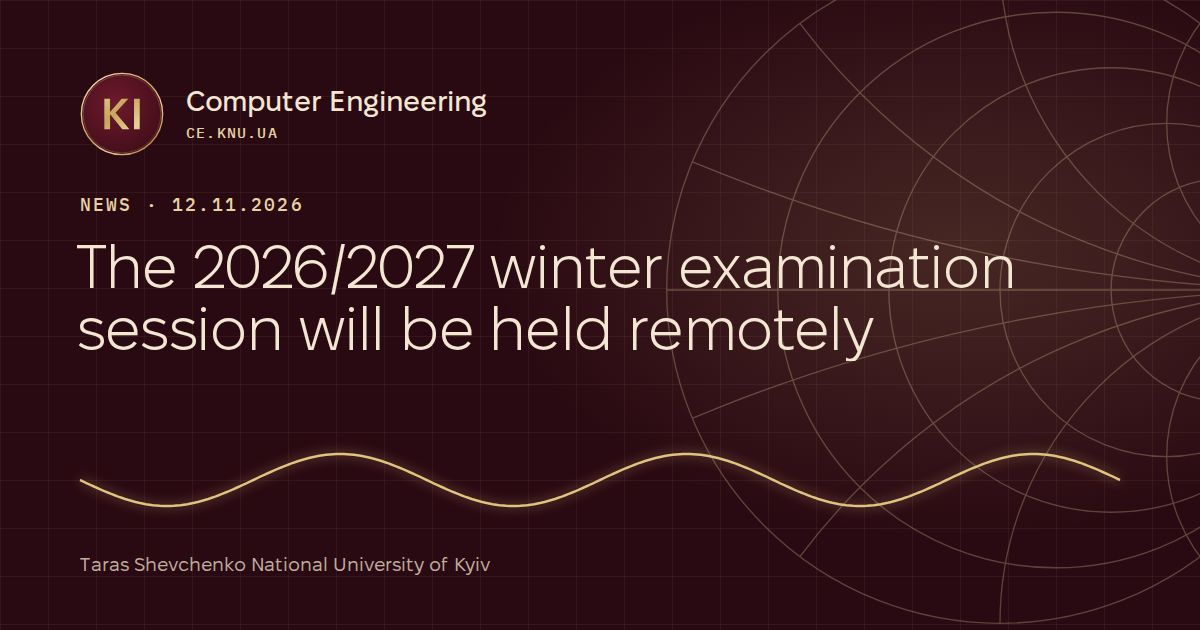 KI
Computer Engineering
CE.KNU.UA
NEWS · 12.11.2026
The 2026/2027 winter examination
session will be held remotely
Taras Shevchenko National University of Kyiv